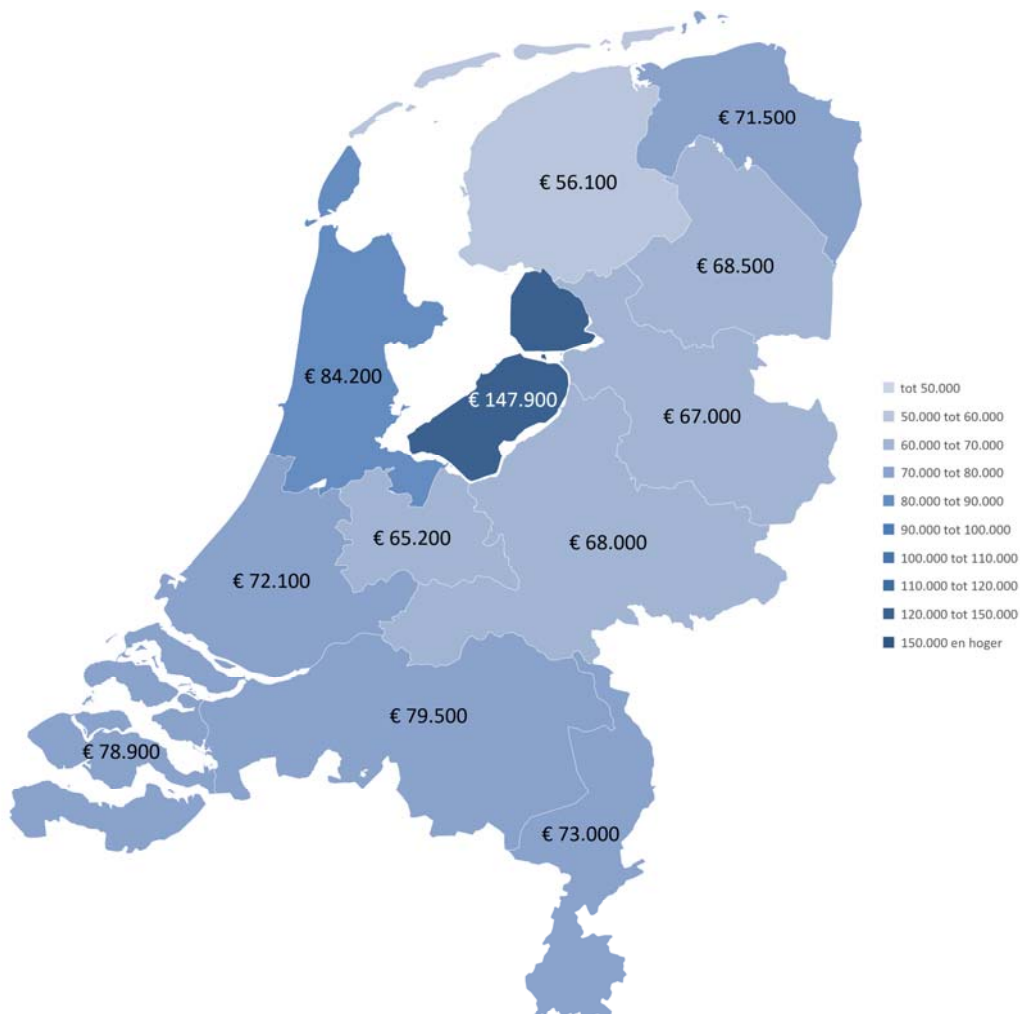 € 71.500
€ 56.100
€ 68.500
€ 84.200
€ 147.900
€ 67.000
€ 65.200
€ 68.000
€ 72.100
€ 79.500
€ 78.900
€ 73.000
tot 50.000
50.000 tot 60.000
60.000 tot 70.000
70.000 tot 80.000
80.000 tot 90.000
90.000 tot 100.000
100.000 tot 110.000
110.000 tot 120.000
120.000 tot 150.000
150.000 en hoger